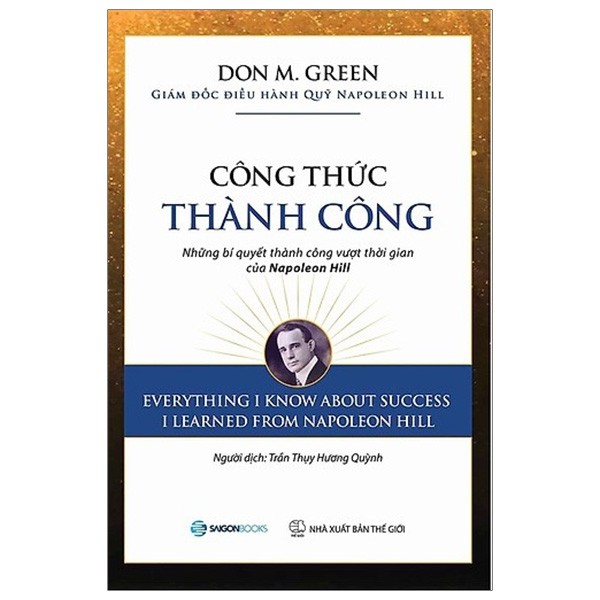 DON M. GREEN
GIÁM ĐỐC ĐIỀU HÀNH QUỸ NAPOLEON HILL
CÔNG THỨC
THÀNH CÔNG
Những bí quyết thành công vượt thời gian
của Napoleon Hill
EVERYTHING I KNOW ABOUT SUCCESS
I LEARNED FROM NAPOLEON HILL
Người dịch: Trần Thụy Hương Quỳnh
SAIGONBOOKS
THẾ GIỚI
NHÀ XUẤT BẢN THẾ GIỚI